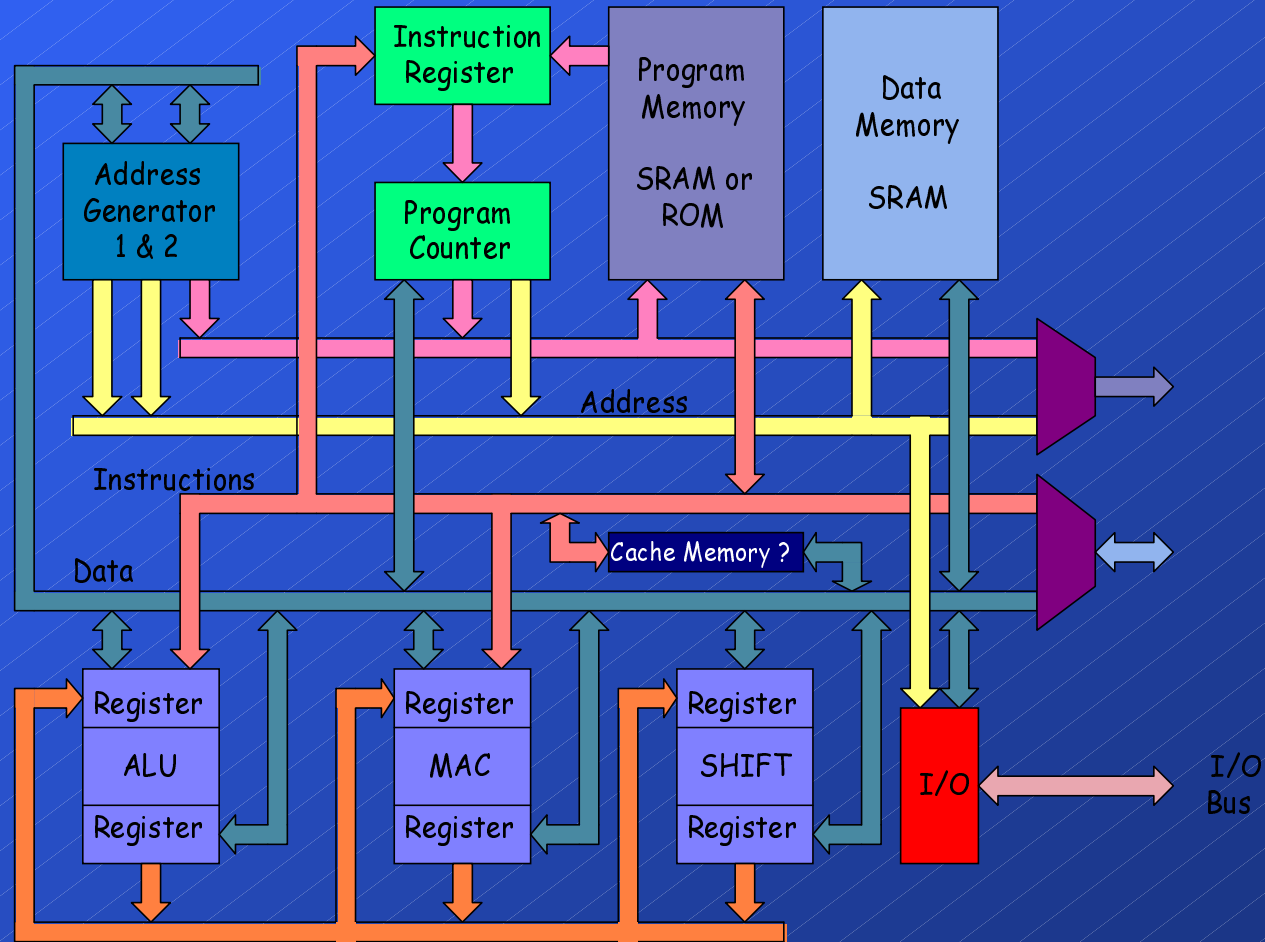 Instruction
Register
Program
Memory
SRAM or
ROM
Data
Memory
SRAM
Address
Generator
1 & 2
Program
Counter
Address
Instructions
Cache Memory ?
Data
Register
ALU
Register
Register
MAC
Register
Register
SHIFT
Register
I/O
I/O
Bus